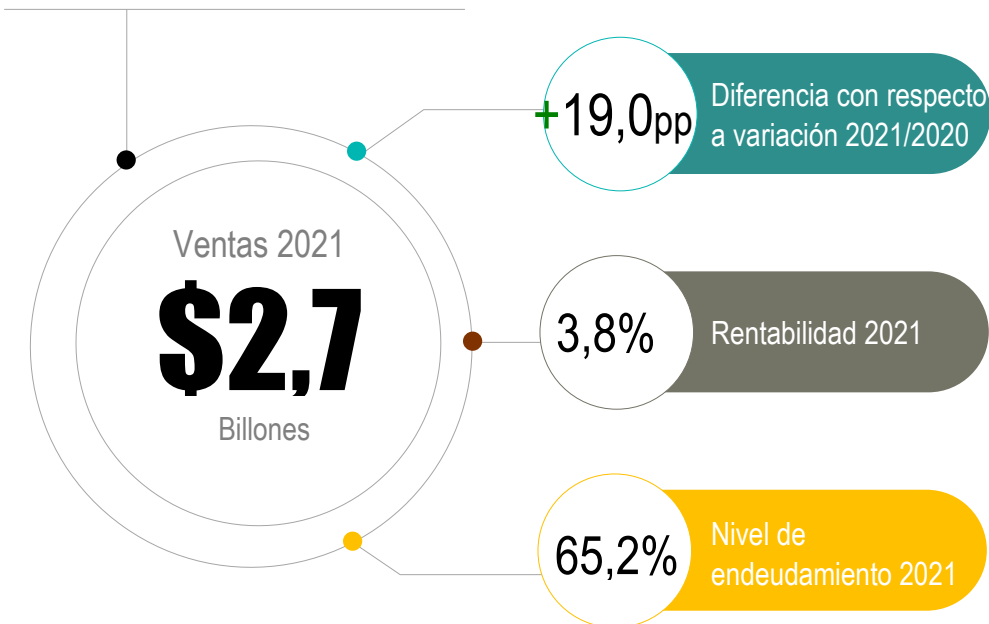 Ventas 2021
$2,7
Billones
+19,0pp
Diferencia con respecto
a variación 2021/2020
3,8%
Rentabilidad 2021
65,2%
Nivel de
endeudamiento 2021